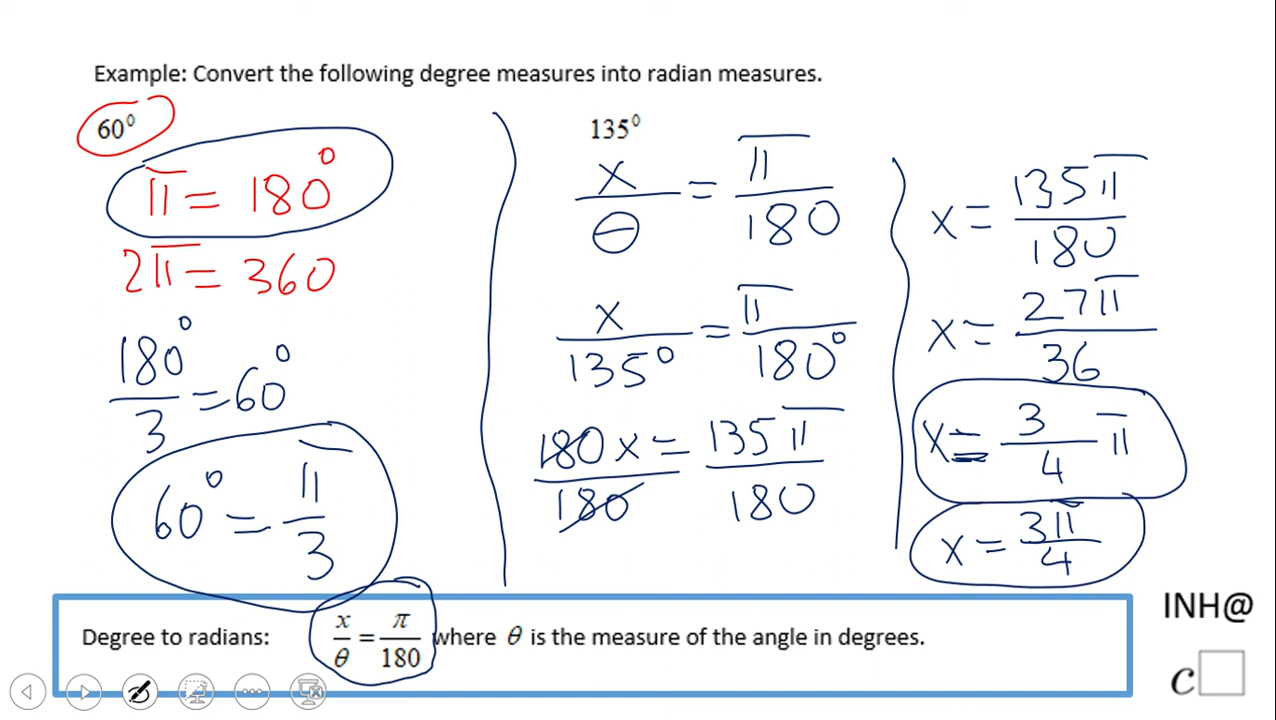 Example: Convert the following degree measures into radian measures.
60⁰
π = 180°
2π = 360
180°/3 = 60°
60° = π/3
135⁰
x/θ = π/180
x/135° = π/180°
180x/180 = 135π/180
x = 135π/180
x = 27π/36
x = 3/4 π
x = 3π/4
Degree to radians: x/θ = π/180 where θ is the measure of the angle in degrees.
INH@
c